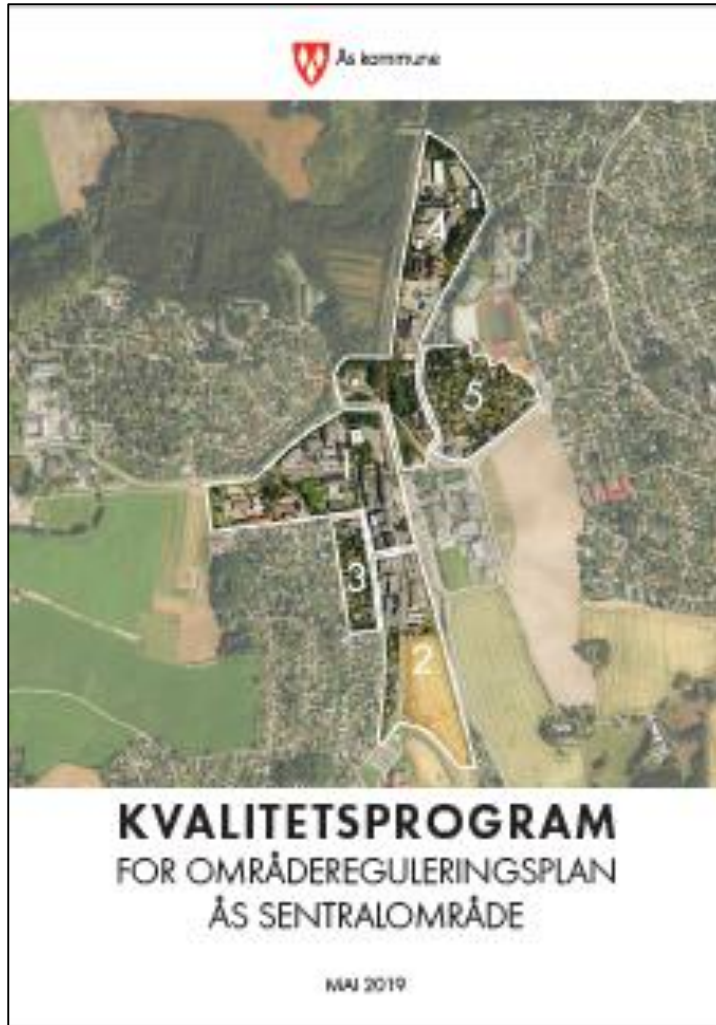 Ås kommune
5
3
2
KVALITETSPROGRAM
FOR OMRÅDEREGULERINGSPLAN
ÅS SENTRALOMRÅDE
MAI 2019